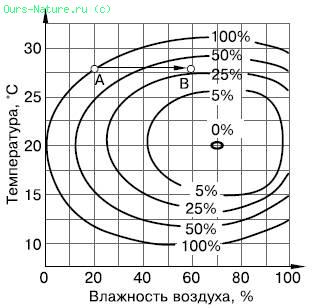 Ours-Nature.ru (c)
Температура, °C
30
25
20
15
10
100%
50%
25%
5%
0%
5%
25%
50%
100%
A
B
0 20 40 60 80 100
Влажность воздуха, %